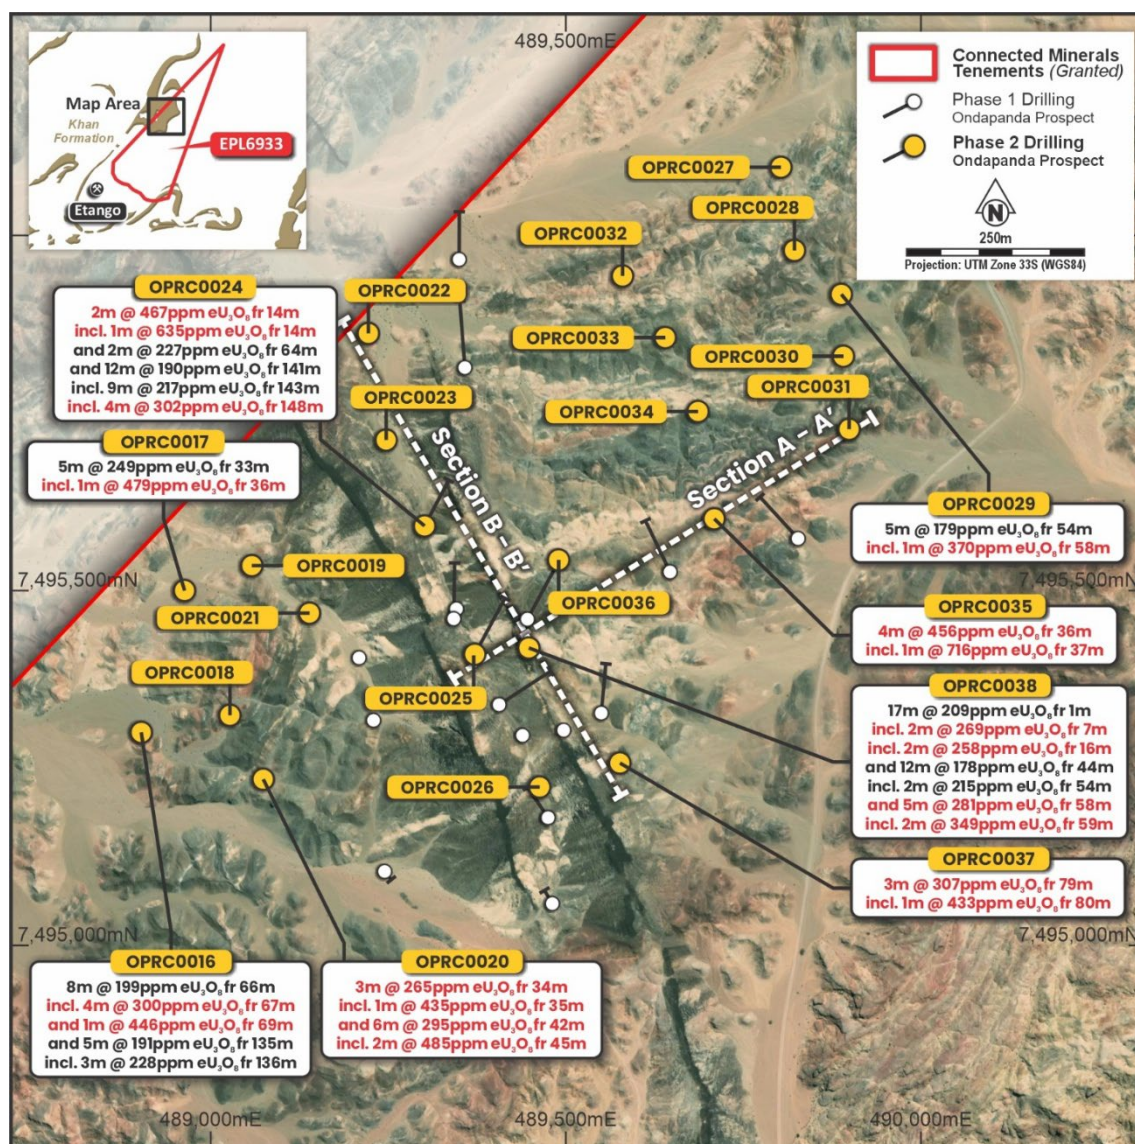 489,500mE
Map Area
Khan
Formation
EPL6933
Etango
Connected Minerals
Tenements (Granted)
Phase 1 Drilling
Ondapanda Prospect
Phase 2 Drilling
Ondapanda Prospect
N
250m
Projection: UTM Zone 33S (WGS84)
OPRC0027
OPRC0028
OPRC0032
OPRC0022
OPRC0024
2m @ 467ppm eU₃O₈ fr 14m
incl. 1m @ 635ppm eU₃O₈ fr 14m
and 2m @ 227ppm eU₃O₈ fr 64m
and 12m @ 190ppm eU₃O₈ fr 141m
incl. 9m @ 217ppm eU₃O₈ fr 143m
incl. 4m @ 302ppm eU₃O₈ fr 148m
OPRC0033
OPRC0030
OPRC0031
OPRC0023
OPRC0034
OPRC0017
5m @ 249ppm eU₃O₈ fr 33m
incl. 1m @ 479ppm eU₃O₈ fr 36m
Section B - B'
Section A - A'
OPRC0029
5m @ 179ppm eU₃O₈ fr 54m
incl. 1m @ 370ppm eU₃O₈ fr 58m
7,495,500mN
7,495,500mN
OPRC0019
OPRC0021
OPRC0036
OPRC0035
4m @ 456ppm eU₃O₈ fr 36m
incl. 1m @ 716ppm eU₃O₈ fr 37m
OPRC0018
OPRC0025
OPRC0038
17m @ 209ppm eU₃O₈ fr 1m
incl. 2m @ 269ppm eU₃O₈ fr 7m
incl. 2m @ 258ppm eU₃O₈ fr 16m
and 12m @ 178ppm eU₃O₈ fr 44m
incl. 2m @ 215ppm eU₃O₈ fr 54m
and 5m @ 281ppm eU₃O₈ fr 58m
incl. 2m @ 349ppm eU₃O₈ fr 59m
OPRC0026
OPRC0037
3m @ 307ppm eU₃O₈ fr 79m
incl. 1m @ 433ppm eU₃O₈ fr 80m
7,495,000mN
7,495,000mN
OPRC0016
8m @ 199ppm eU₃O₈ fr 66m
incl. 4m @ 300ppm eU₃O₈ fr 67m
and 1m @ 446ppm eU₃O₈ fr 69m
and 5m @ 191ppm eU₃O₈ fr 135m
incl. 3m @ 228ppm eU₃O₈ fr 136m
OPRC0020
3m @ 265ppm eU₃O₈ fr 34m
incl. 1m @ 435ppm eU₃O₈ fr 35m
and 6m @ 295ppm eU₃O₈ fr 42m
incl. 2m @ 485ppm eU₃O₈ fr 45m
489,000mE
489,500mE
490,000mE